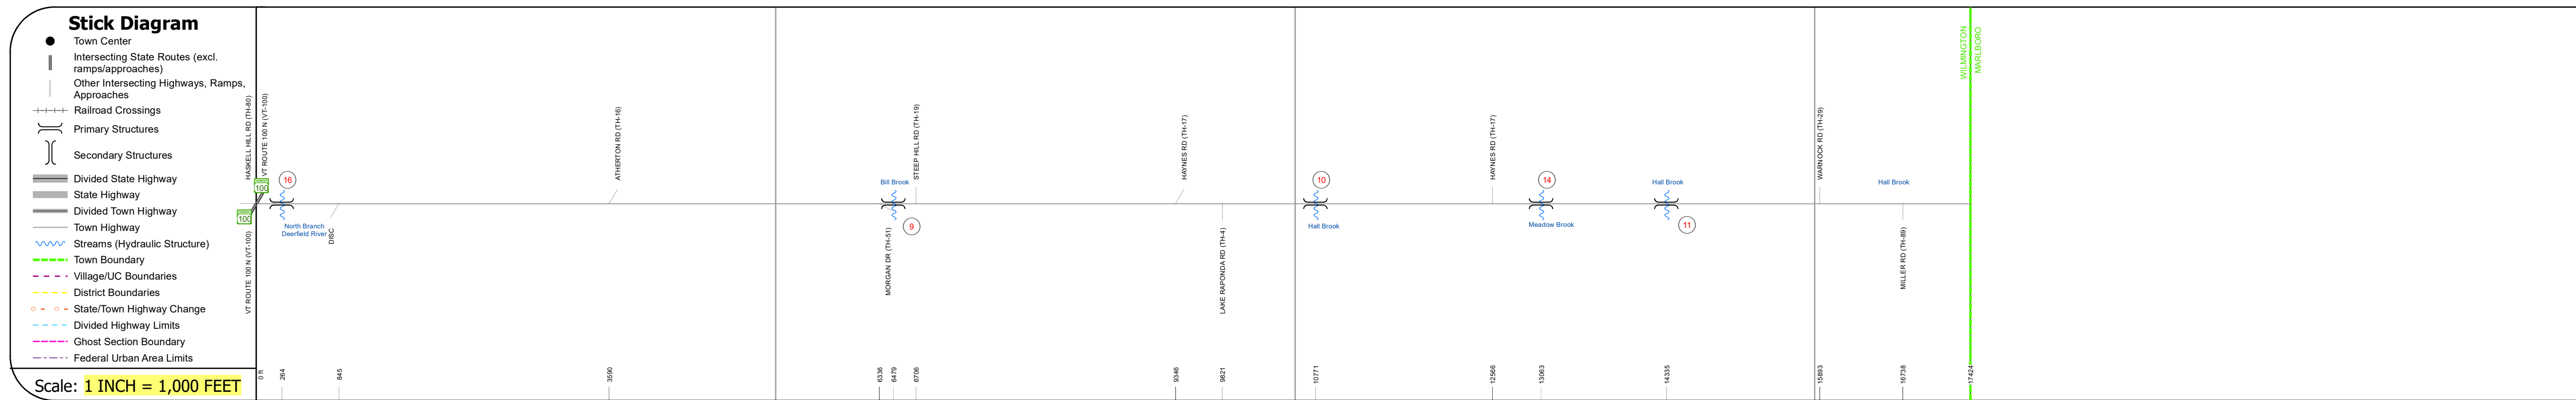 Stick Diagram
Town Center
Intersecting State Routes (excl.
ramps/approaches)
Other Intersecting Highways, Ramps,
Approaches
Railroad Crossings
Primary Structures
Secondary Structures
Divided State Highway
State Highway
Divided Town Highway
Town Highway
Streams (Hydraulic Structure)
Town Boundary
Village/UC Boundaries
District Boundaries
State/Town Highway Change
Divided Highway Limits
Ghost Section Boundary
Federal Urban Area Limits
Scale: 1 INCH = 1,000 FEET
HASKELL HILL RD (TH-80)
VT ROUTE 100 N (VT-100)
100
100
VT ROUTE 100 N (VT-100)
16
North Branch
Deerfield River
DISC
ATHERTON RD (TH-16)
Bill Brook
9
MORGAN DR (TH-51)
STEEP HILL RD (TH-19)
HAYNES RD (TH-17)
LAKE RAPONDA RD (TH-4)
10
Hall Brook
HAYNES RD (TH-17)
14
Meadow Brook
Hall Brook
11
WARNOCK RD (TH-29)
Hall Brook
MILLER RD (TH-89)
WILMINGTON
MARLBORO
0 ft
264
845
3590
6336
6479
6706
9346
9821
10771
12566
13063
14335
15893
16738
17424